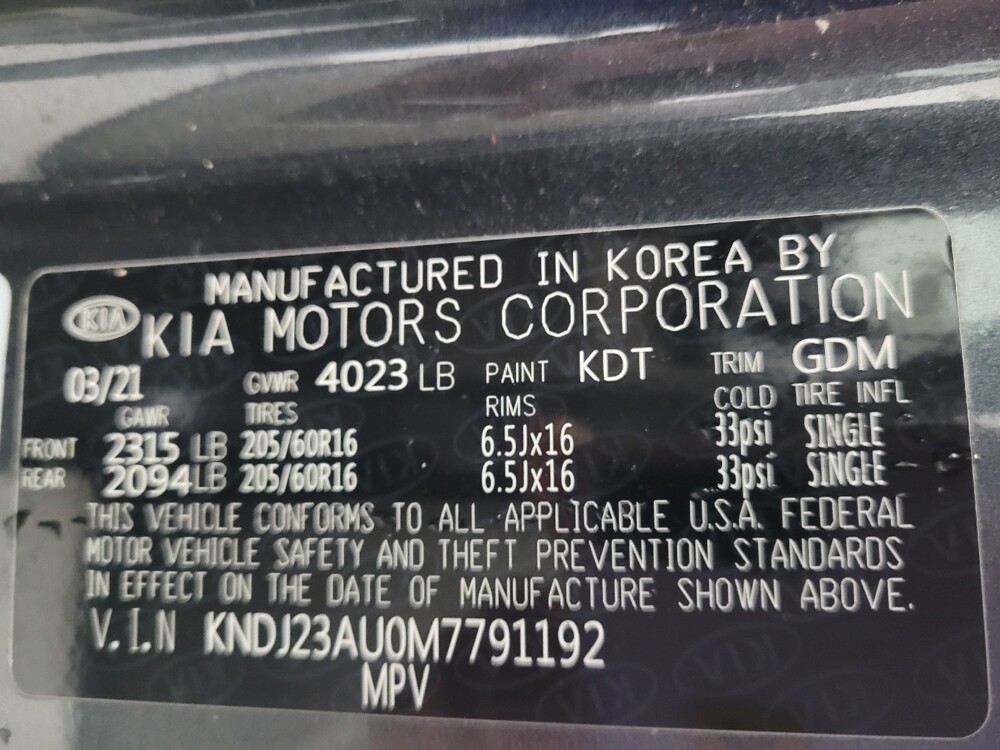 MANUFACTURED IN KOREA BY
KIA KIA MOTORS CORPORATION
03/21 GVWR 4023 LB PAINT KDT TRIM GDM
GAWR TIRES RIMS COLD TIRE INFL
FRONT 2315 LB 205/60R16 6.5Jx16 33psi SINGLE
REAR 2094 LB 205/60R16 6.5Jx16 33psi SINGLE
THIS VEHICLE CONFORMS TO ALL APPLICABLE U.S.A. FEDERAL
MOTOR VEHICLE SAFETY AND THEFT PREVENTION STANDARDS
IN EFFECT ON THE DATE OF MANUFACTURE SHOWN ABOVE.
V.I.N KNDJ23AU0M7791192
MPV